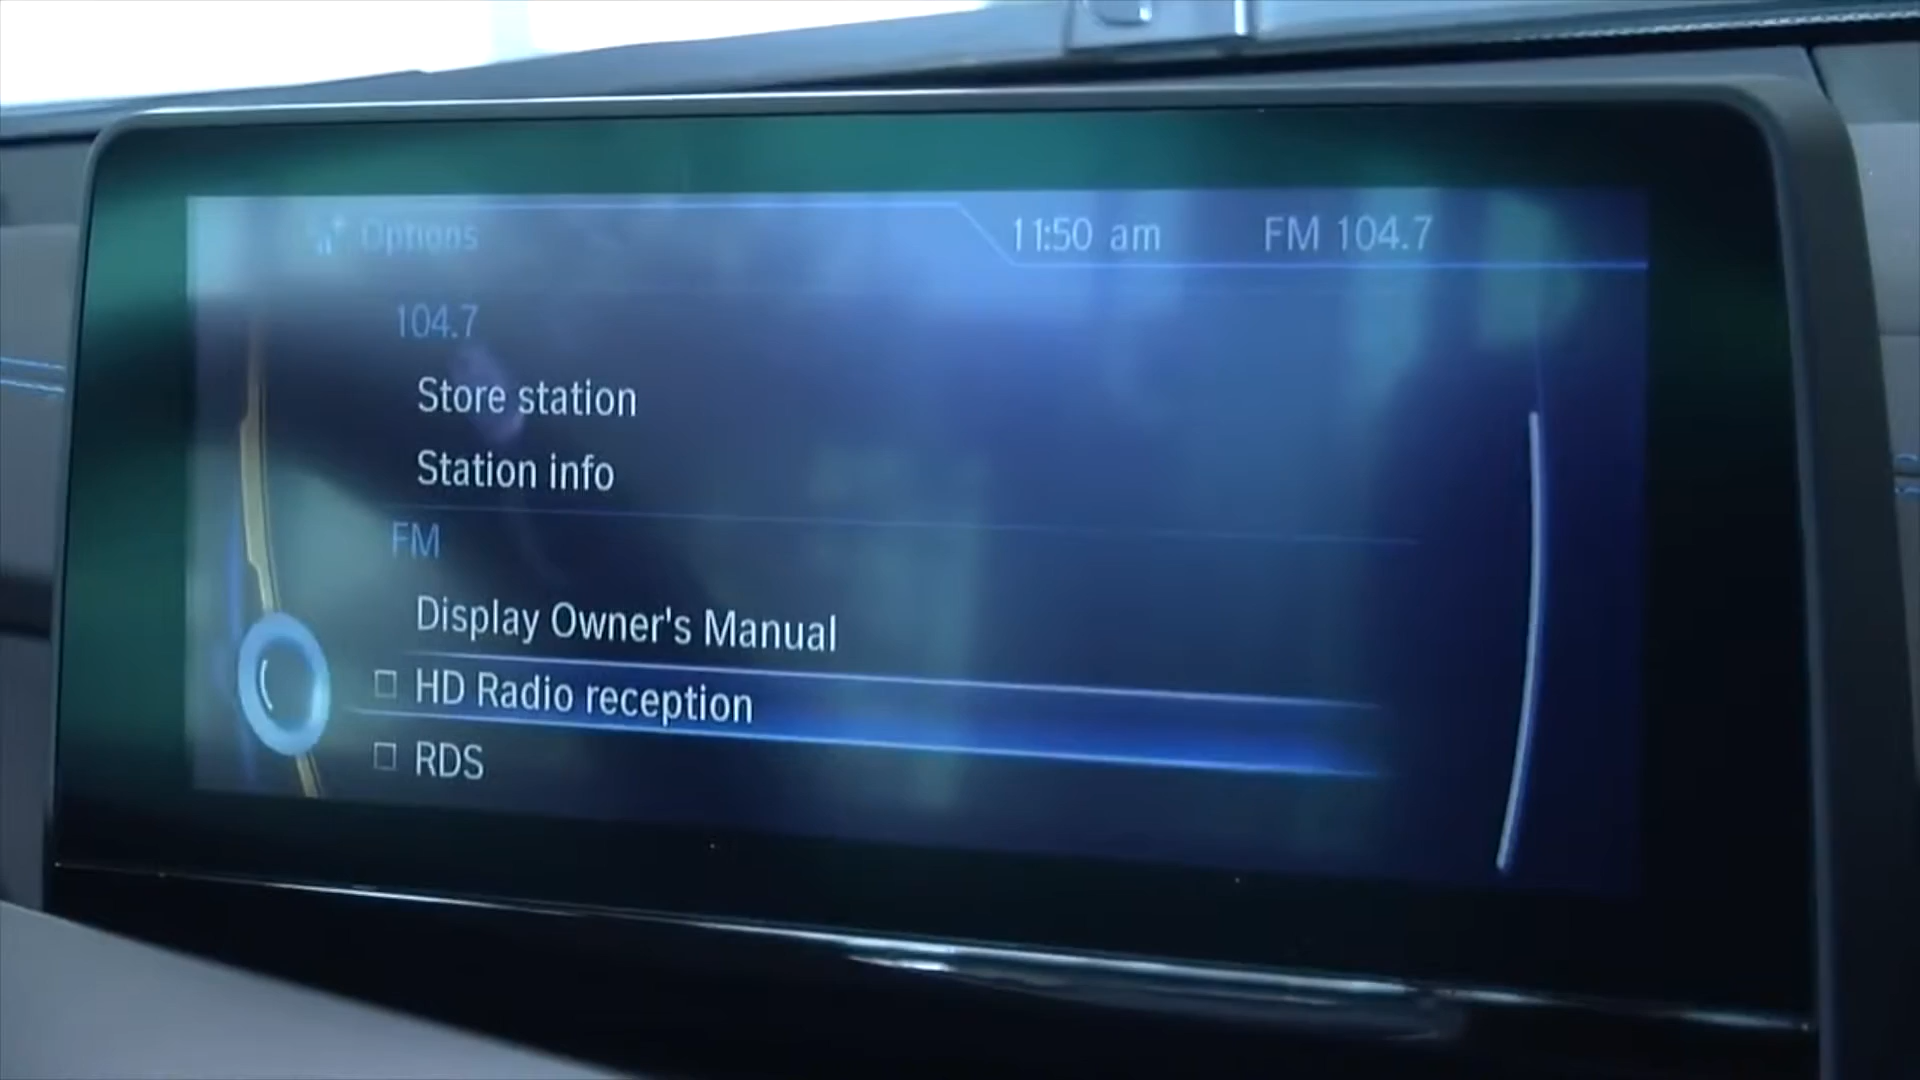 Options
11:50 am
FM 104.7
104.7
Store station
Station info
FM
Display Owner's Manual
HD Radio reception
RDS